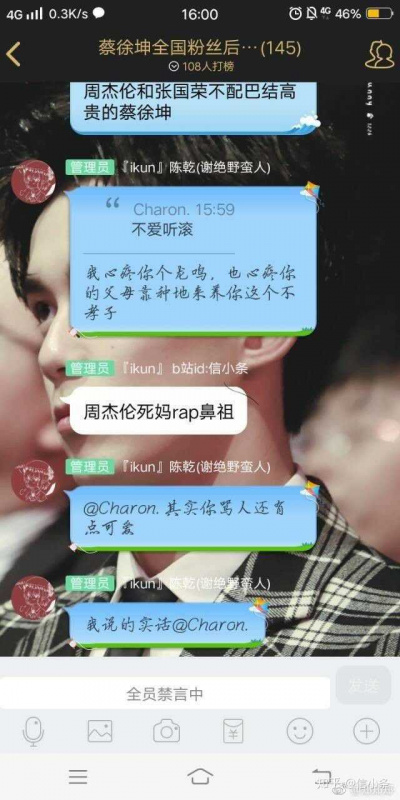 4G 0.3K/s 16:00 4G 46%
蔡徐坤全国粉丝后…(145)
108人打榜
周杰伦和张国荣不配巴结高
贵的蔡徐坤
unny
管理员 『ikun』陈乾(谢绝野蛮人)
“ Charon. 15:59
不爱听滚
我心疼你个龙鸣，也心疼你
的父母靠种地来养你这个不
孝子
管理员 『ikun』b站id:信小条
周杰伦死妈rap鼻祖
管理员 『ikun』陈乾(谢绝野蛮人)
@Charon. 其实你骂人还有
点可爱
管理员 『ikun』陈乾(谢绝野蛮人)
我说的实话@Charon.
全员禁言中
发送
知乎 @信小条